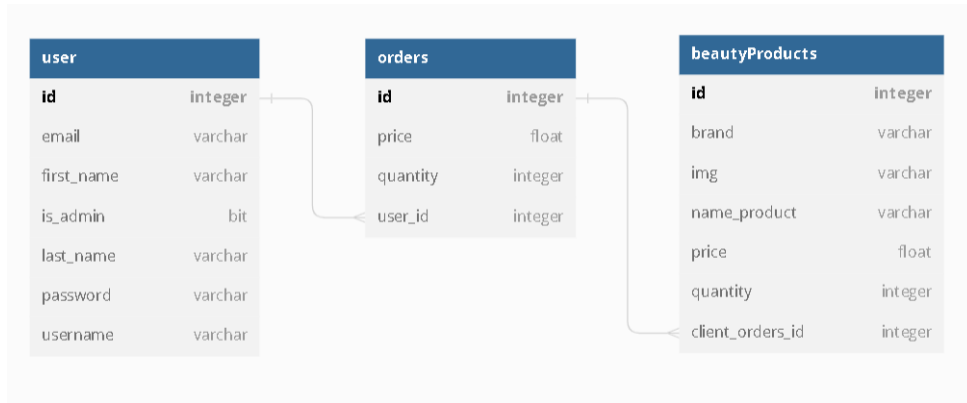 user
id integer
email varchar
first_name varchar
is_admin bit
last_name varchar
password varchar
username varchar
orders
id integer
price float
quantity integer
user_id integer
beautyProducts
id integer
brand varchar
img varchar
name_product varchar
price float
quantity integer
client_orders_id integer